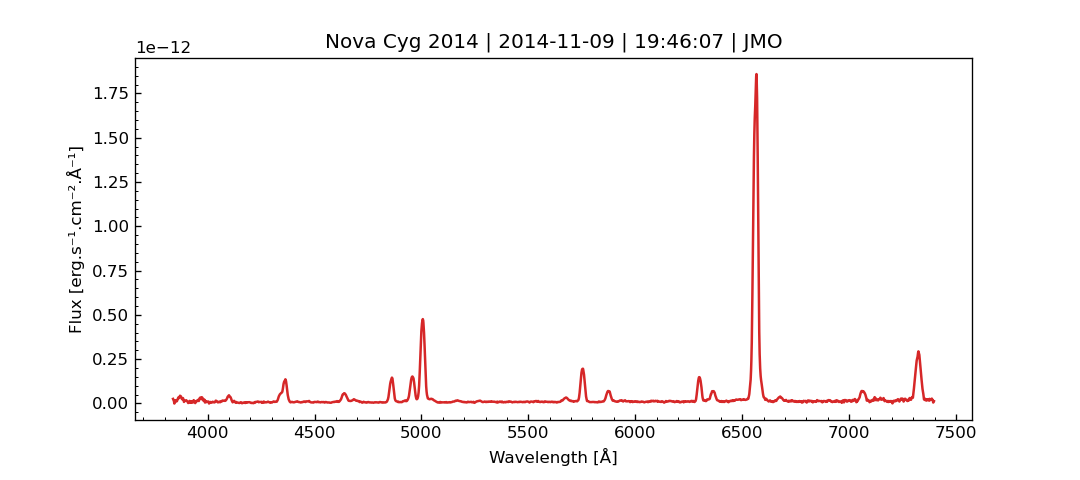 Nova Cyg 2014 | 2014-11-09 | 19:46:07 | JMO
1e−12
1.75
1.50
1.25
1.00
0.75
0.50
0.25
0.00
Flux [erg.s⁻¹.cm⁻².Å⁻¹]
4000 4500 5000 5500 6000 6500 7000 7500
Wavelength [Å]